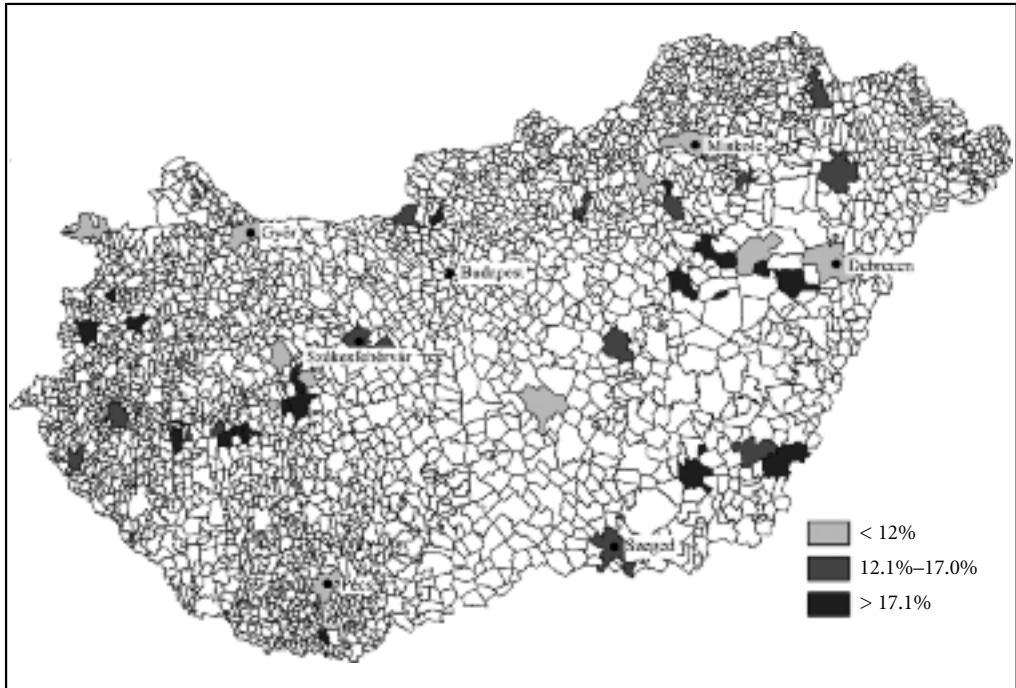 Miskolc
Győr
Budapest
Debrecen
Székesfehérvár
Szeged
Pécs
< 12%
12.1%–17.0%
> 17.1%